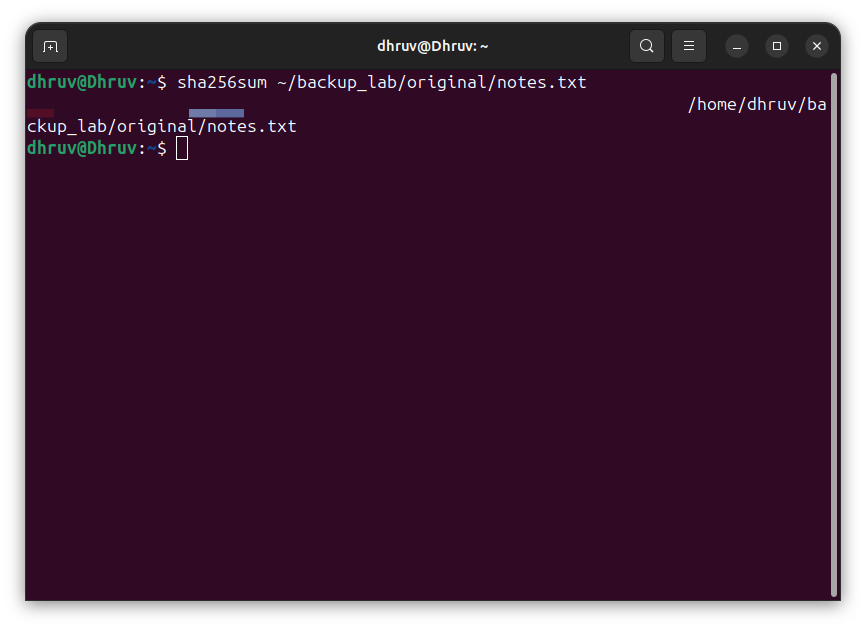 dhruv@Dhruv: ~
dhruv@Dhruv:~$ sha256sum ~/backup_lab/original/notes.txt
/home/dhruv/ba
ckup_lab/original/notes.txt
dhruv@Dhruv:~$